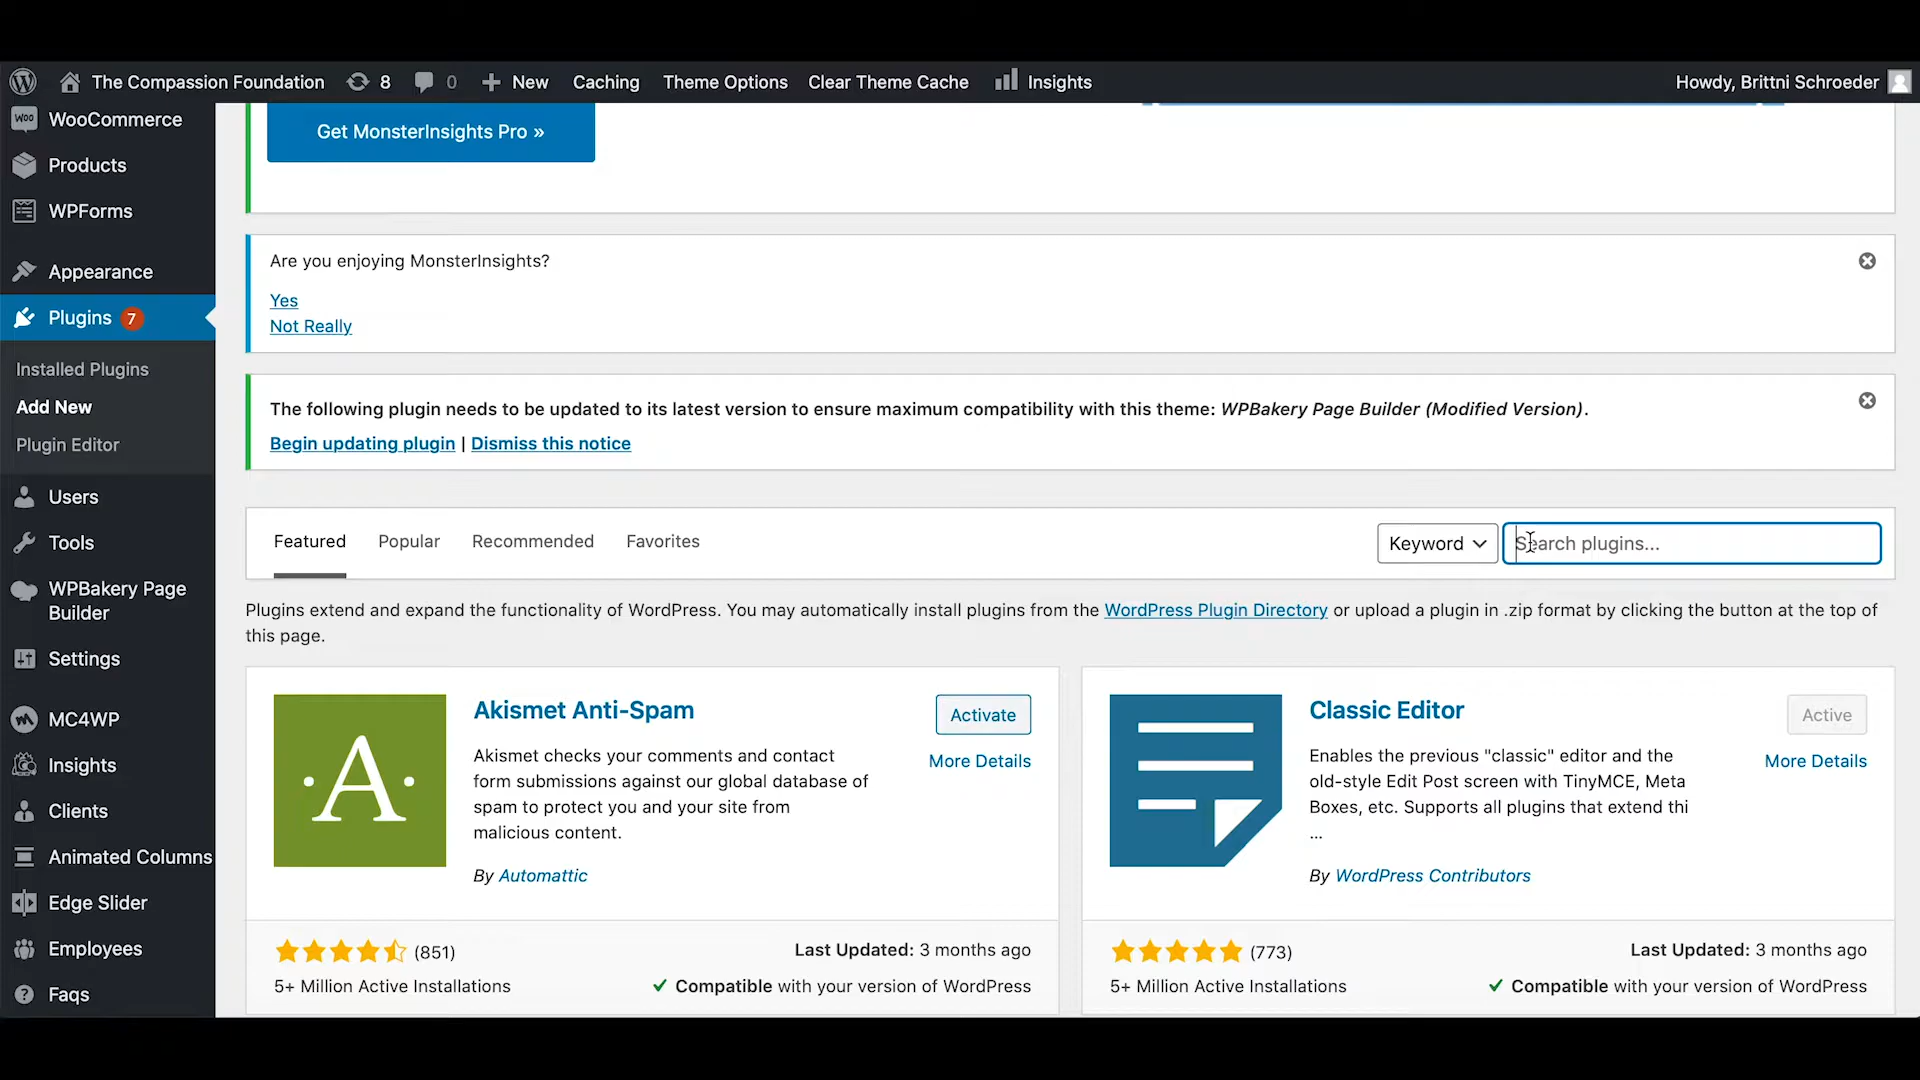 The Compassion Foundation 8 0 New Caching Theme Options Clear Theme Cache Insights Howdy, Brittni Schroeder
WOO WooCommerce
Products
WPForms
Appearance
Plugins 7
Installed Plugins
Add New
Plugin Editor
Users
Tools
WPBakery Page
Builder
Settings
MC4WP
Insights
Clients
Animated Columns
Edge Slider
Employees
Faqs
Get MonsterInsights Pro »
Are you enjoying MonsterInsights?
Yes
Not Really
The following plugin needs to be updated to its latest version to ensure maximum compatibility with this theme: WPBakery Page Builder (Modified Version).
Begin updating plugin | Dismiss this notice
Featured Popular Recommended Favorites Keyword Search plugins...
Plugins extend and expand the functionality of WordPress. You may automatically install plugins from the WordPress Plugin Directory or upload a plugin in .zip format by clicking the button at the top of
this page.
A
Akismet Anti-Spam
Activate
More Details
Akismet checks your comments and contact
form submissions against our global database of
spam to protect you and your site from
malicious content.
By Automattic
(851)
Last Updated: 3 months ago
5+ Million Active Installations
Compatible with your version of WordPress
Classic Editor
Active
More Details
Enables the previous "classic" editor and the
old-style Edit Post screen with TinyMCE, Meta
Boxes, etc. Supports all plugins that extend thi
...
By WordPress Contributors
(773)
Last Updated: 3 months ago
5+ Million Active Installations
Compatible with your version of WordPress